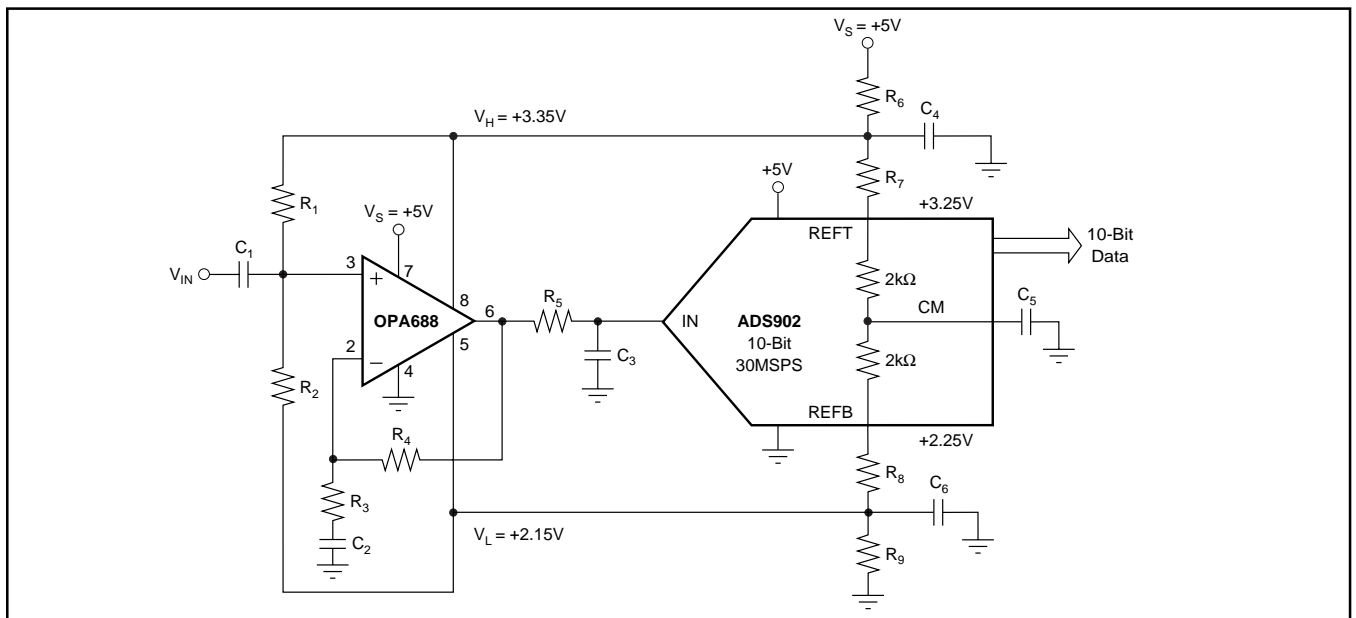 V_S = +5V
R_6
C_4
V_H = +3.35V
R_7
+5V
+3.25V
R_1
V_S = +5V
REFT
10-Bit
Data
C_1
V_IN
3
+
7
2kΩ
8
OPA688
6
R_5
IN
ADS902
10-Bit
30MSPS
CM
C_5
2
−
5
4
C_3
2kΩ
R_2
REFB
+2.25V
R_4
R_8
C_6
R_3
V_L = +2.15V
C_2
R_9